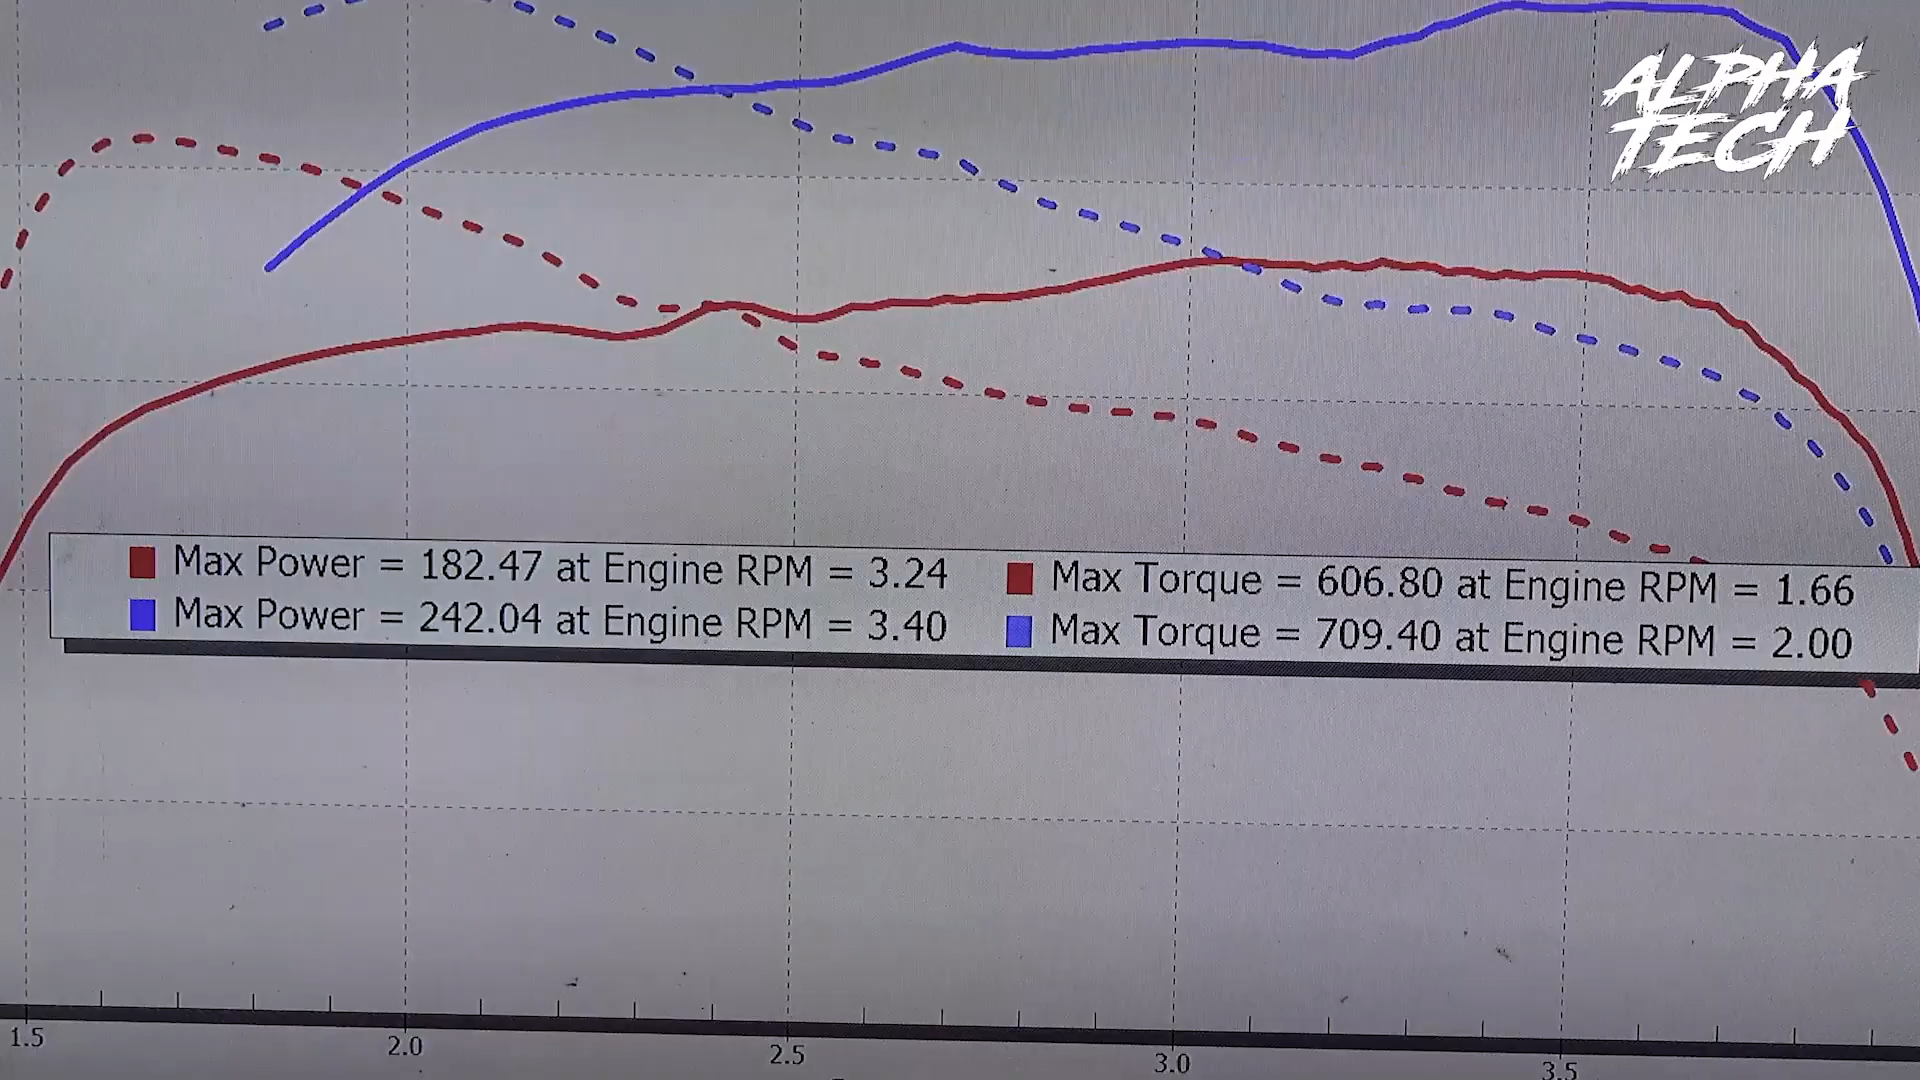 ALPHA
TECH
Max Power = 182.47 at Engine RPM = 3.24
Max Torque = 606.80 at Engine RPM = 1.66
Max Power = 242.04 at Engine RPM = 3.40
Max Torque = 709.40 at Engine RPM = 2.00
1.5
2.0
2.5
3.0
3.5